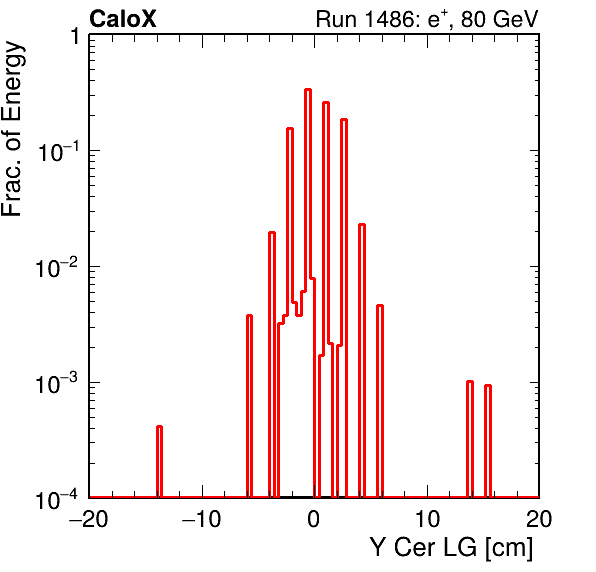 CaloX
Run 1486: e⁺, 80 GeV
Frac. of Energy
1
10⁻¹
10⁻²
10⁻³
10⁻⁴
−20
−10
0
10
20
Y Cer LG [cm]